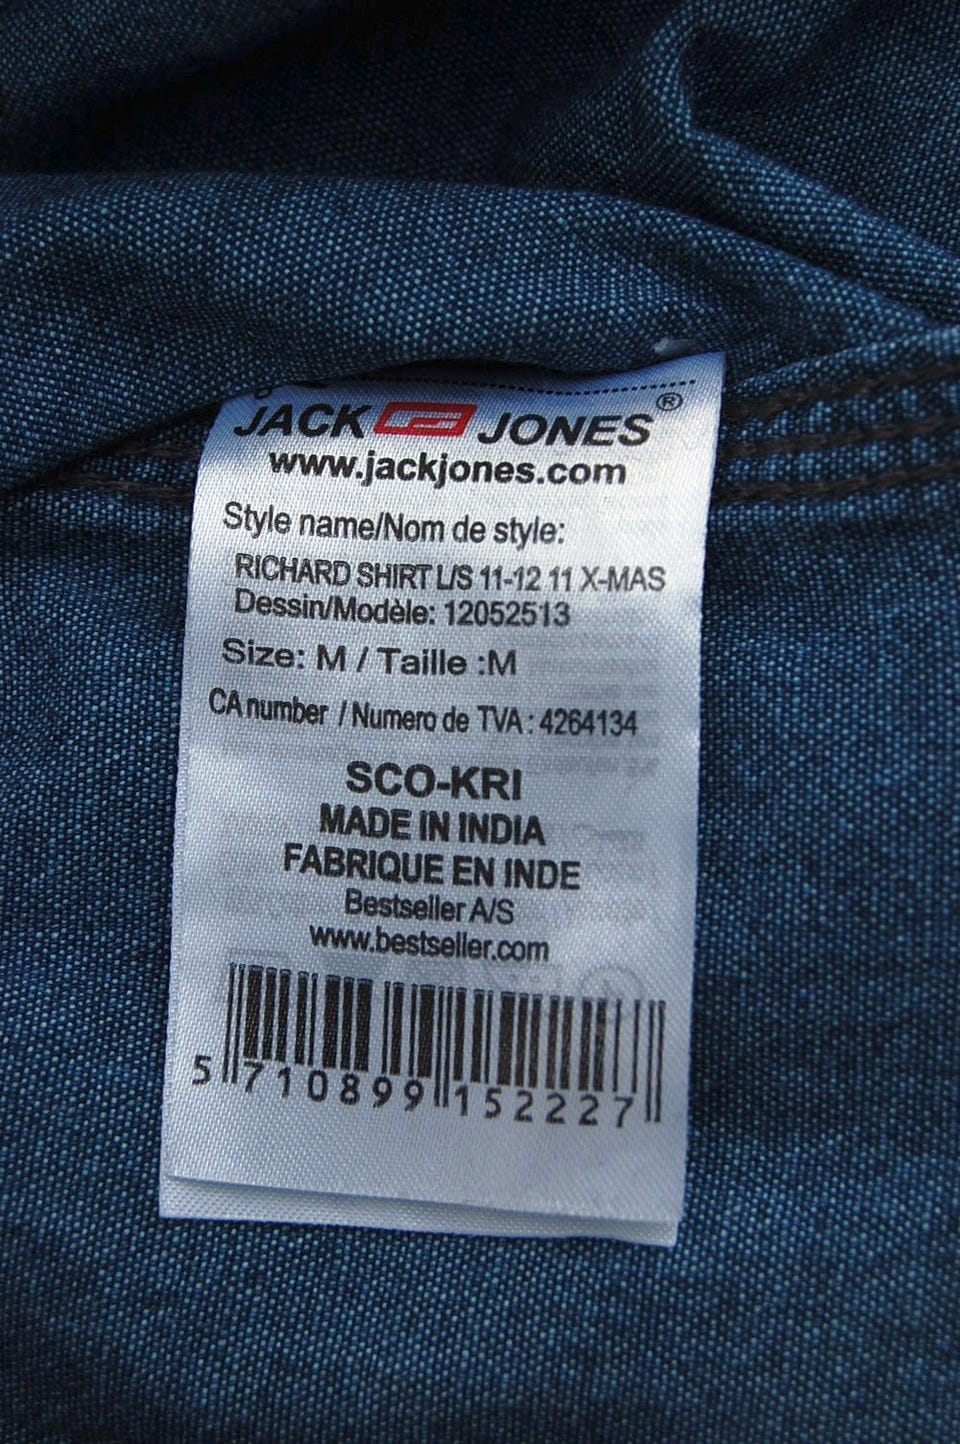 JACK JONES®
www.jackjones.com
Style name/Nom de style:
RICHARD SHIRT L/S 11-12 11 X-MAS
Dessin/Modèle: 12052513
Size: M / Taille :M
CA number / Numero de TVA : 4264134
SCO-KRI
MADE IN INDIA
FABRIQUE EN INDE
Bestseller A/S
www.bestseller.com
5 710899 152227